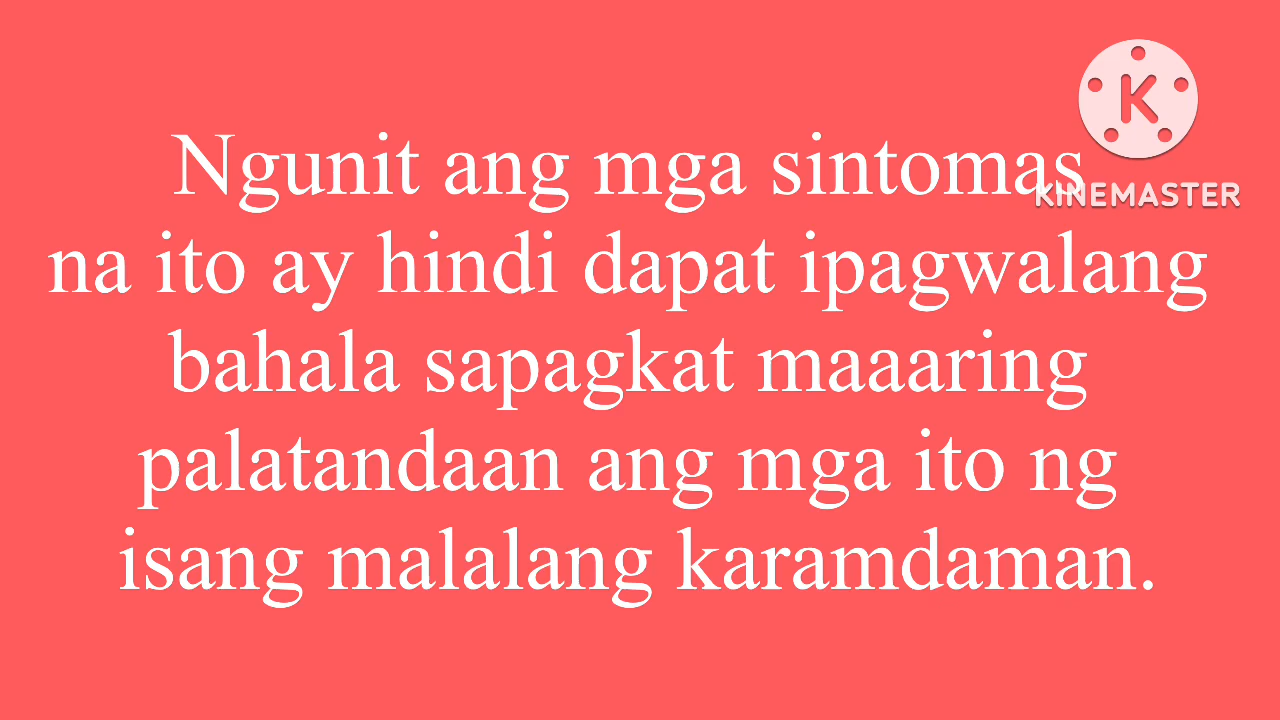 Ngunit ang mga sintomas
KINEMASTER
na ito ay hindi dapat ipagwalang
bahala sapagkat maaaring
palatandaan ang mga ito ng
isang malalang karamdaman.